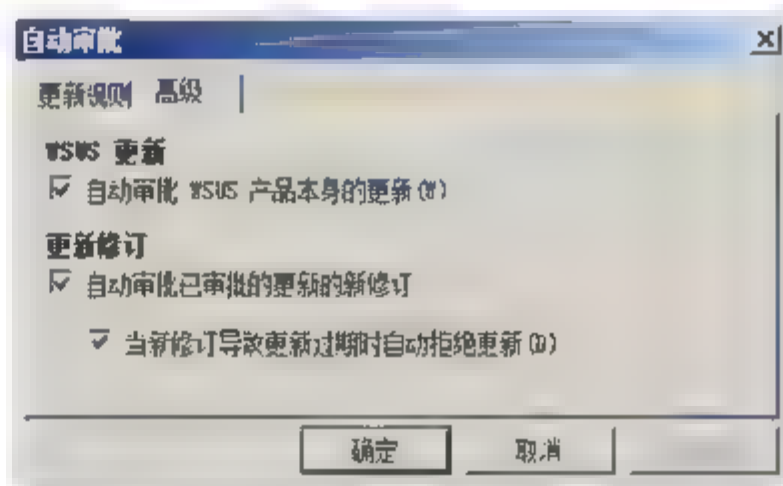 自动审批
更新规则 高级
WSUS 更新
自动审批 WSUS 产品本身的更新(W)
更新修订
自动审批已审批的更新的新修订
当新修订导致更新过期时自动拒绝更新(D)
确定 取消